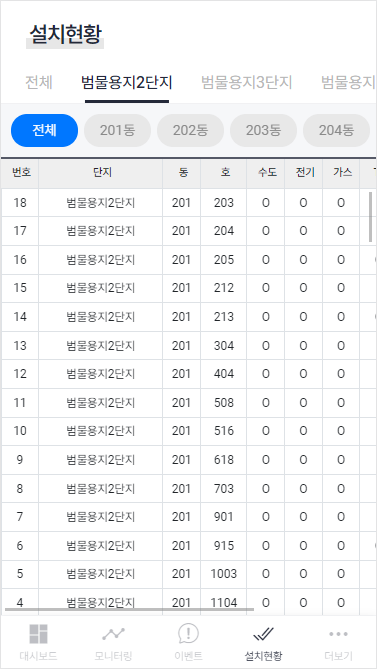 설치현황
전체 범물용지2단지 범물용지3단지 범물용지
전체 201동 202동 203동 204동
번호 단지 동 호 수도 전기 가스
18 범물용지2단지 201 203 O O O
17 범물용지2단지 201 204 O O O
16 범물용지2단지 201 205 O O O
15 범물용지2단지 201 212 O O O
14 범물용지2단지 201 213 O O O
13 범물용지2단지 201 304 O O O
12 범물용지2단지 201 404 O O O
11 범물용지2단지 201 508 O O O
10 범물용지2단지 201 516 O O O
9 범물용지2단지 201 618 O O O
8 범물용지2단지 201 703 O O O
7 범물용지2단지 201 901 O O O
6 범물용지2단지 201 915 O O O
5 범물용지2단지 201 1003 O O O
4 범물용지2단지 201 1104 O O O
대시보드 모니터링 이벤트 설치현황 더보기